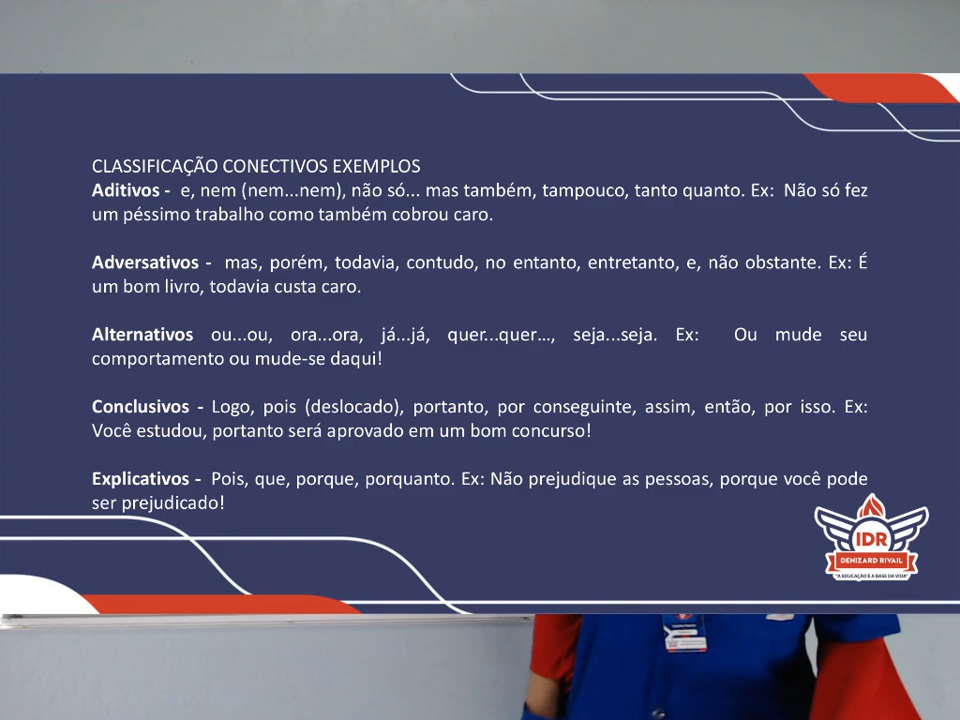 CLASSIFICAÇÃO CONECTIVOS EXEMPLOS
Aditivos - e, nem (nem...nem), não só... mas também, tampouco, tanto quanto. Ex: Não só fez
um péssimo trabalho como também cobrou caro.
Adversativos - mas, porém, todavia, contudo, no entanto, entretanto, e, não obstante. Ex: É
um bom livro, todavia custa caro.
Alternativos ou...ou, ora...ora, já...já, quer...quer..., seja...seja. Ex: Ou mude seu
comportamento ou mude-se daqui!
Conclusivos - Logo, pois (deslocado), portanto, por conseguinte, assim, então, por isso. Ex:
Você estudou, portanto será aprovado em um bom concurso!
Explicativos - Pois, que, porque, porquanto. Ex: Não prejudique as pessoas, porque você pode
ser prejudicado!
IDR
DENIZARD RIVAIL
"A EDUCAÇÃO É A BASE DA VIDA"